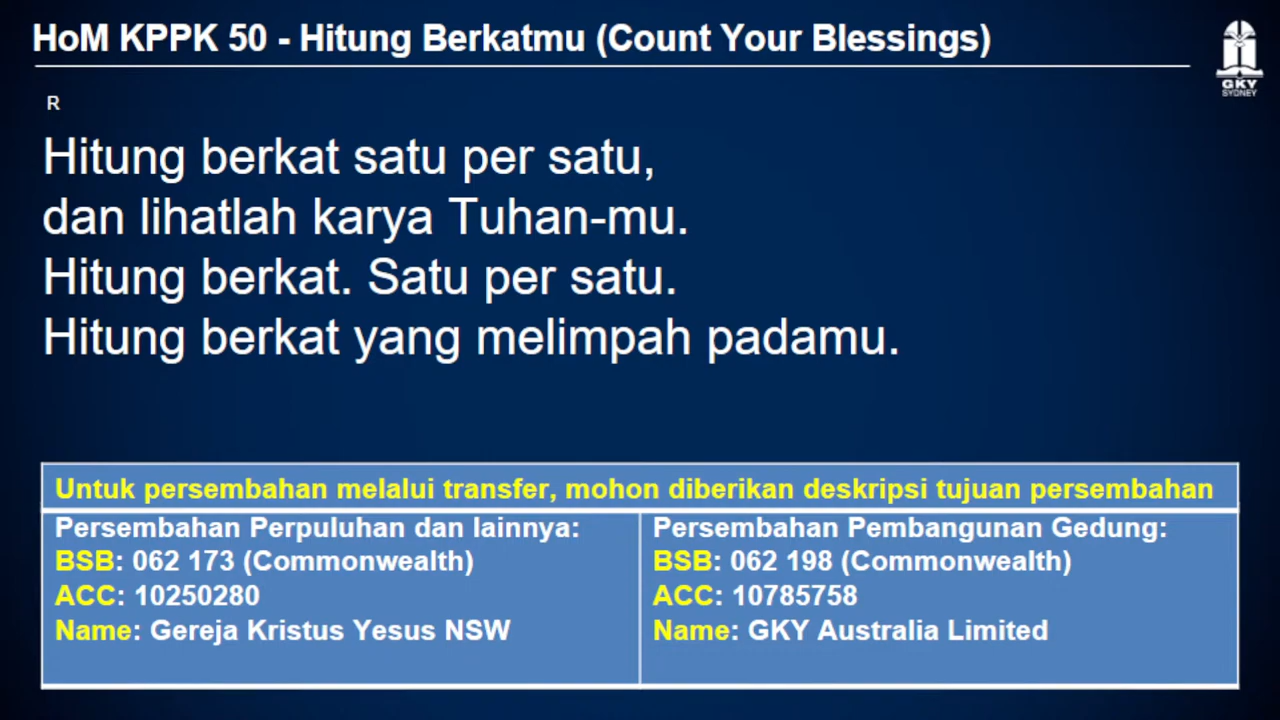 HoM KPPK 50 - Hitung Berkatmu (Count Your Blessings)
GKY
SYDNEY
R
Hitung berkat satu per satu,
dan lihatlah karya Tuhan-mu.
Hitung berkat. Satu per satu.
Hitung berkat yang melimpah padamu.
Untuk persembahan melalui transfer, mohon diberikan deskripsi tujuan persembahan
Persembahan Perpuluhan dan lainnya:
BSB: 062 173 (Commonwealth)
ACC: 10250280
Name: Gereja Kristus Yesus NSW
Persembahan Pembangunan Gedung:
BSB: 062 198 (Commonwealth)
ACC: 10785758
Name: GKY Australia Limited